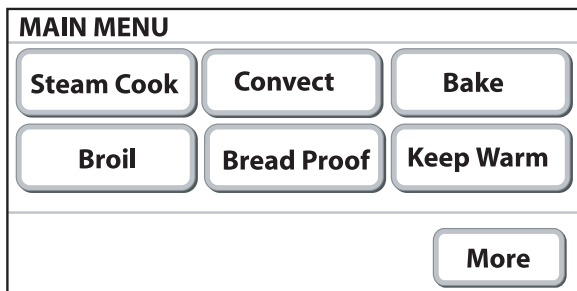 MAIN MENU
Steam Cook Convect Bake
Broil Bread Proof Keep Warm
More